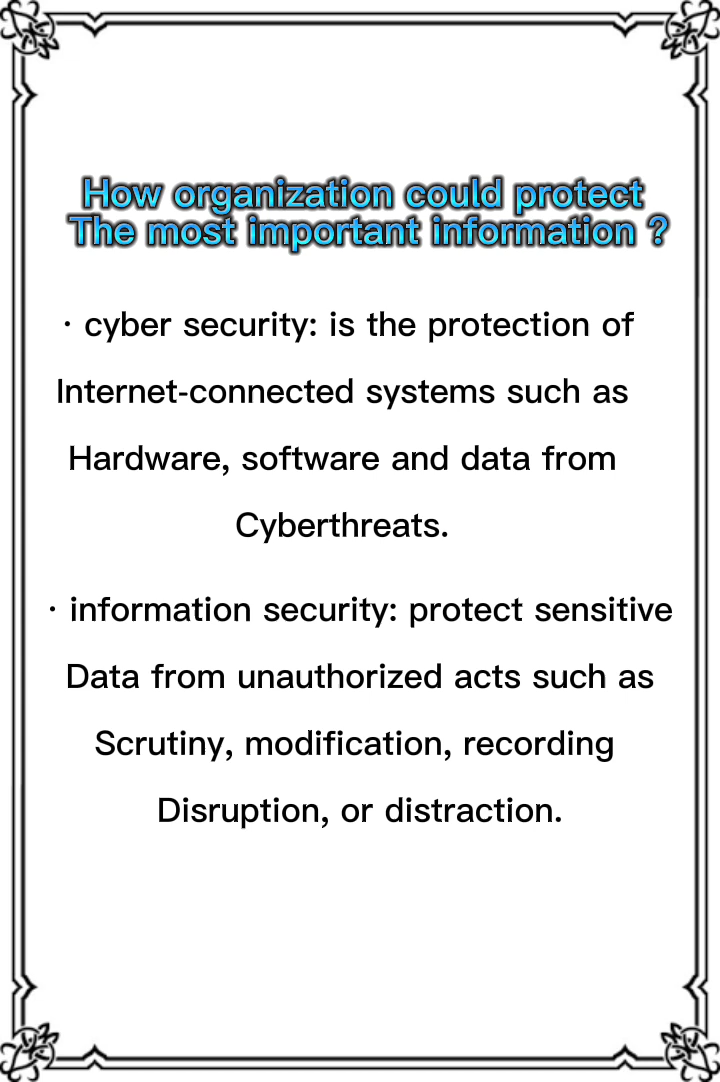 How organization could protect
The most important information ?
· cyber security: is the protection of
Internet-connected systems such as
Hardware, software and data from
Cyberthreats.
· information security: protect sensitive
Data from unauthorized acts such as
Scrutiny, modification, recording
Disruption, or distraction.